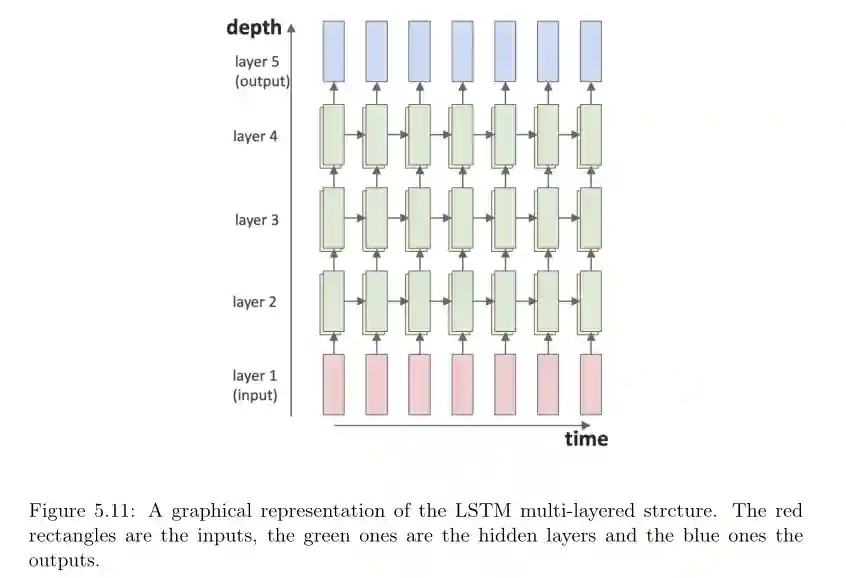 depth
layer 5
(output)
layer 4
layer 3
layer 2
layer 1
(input)
time
Figure 5.11: A graphical representation of the LSTM multi-layered strcture. The red
rectangles are the inputs, the green ones are the hidden layers and the blue ones the
outputs.